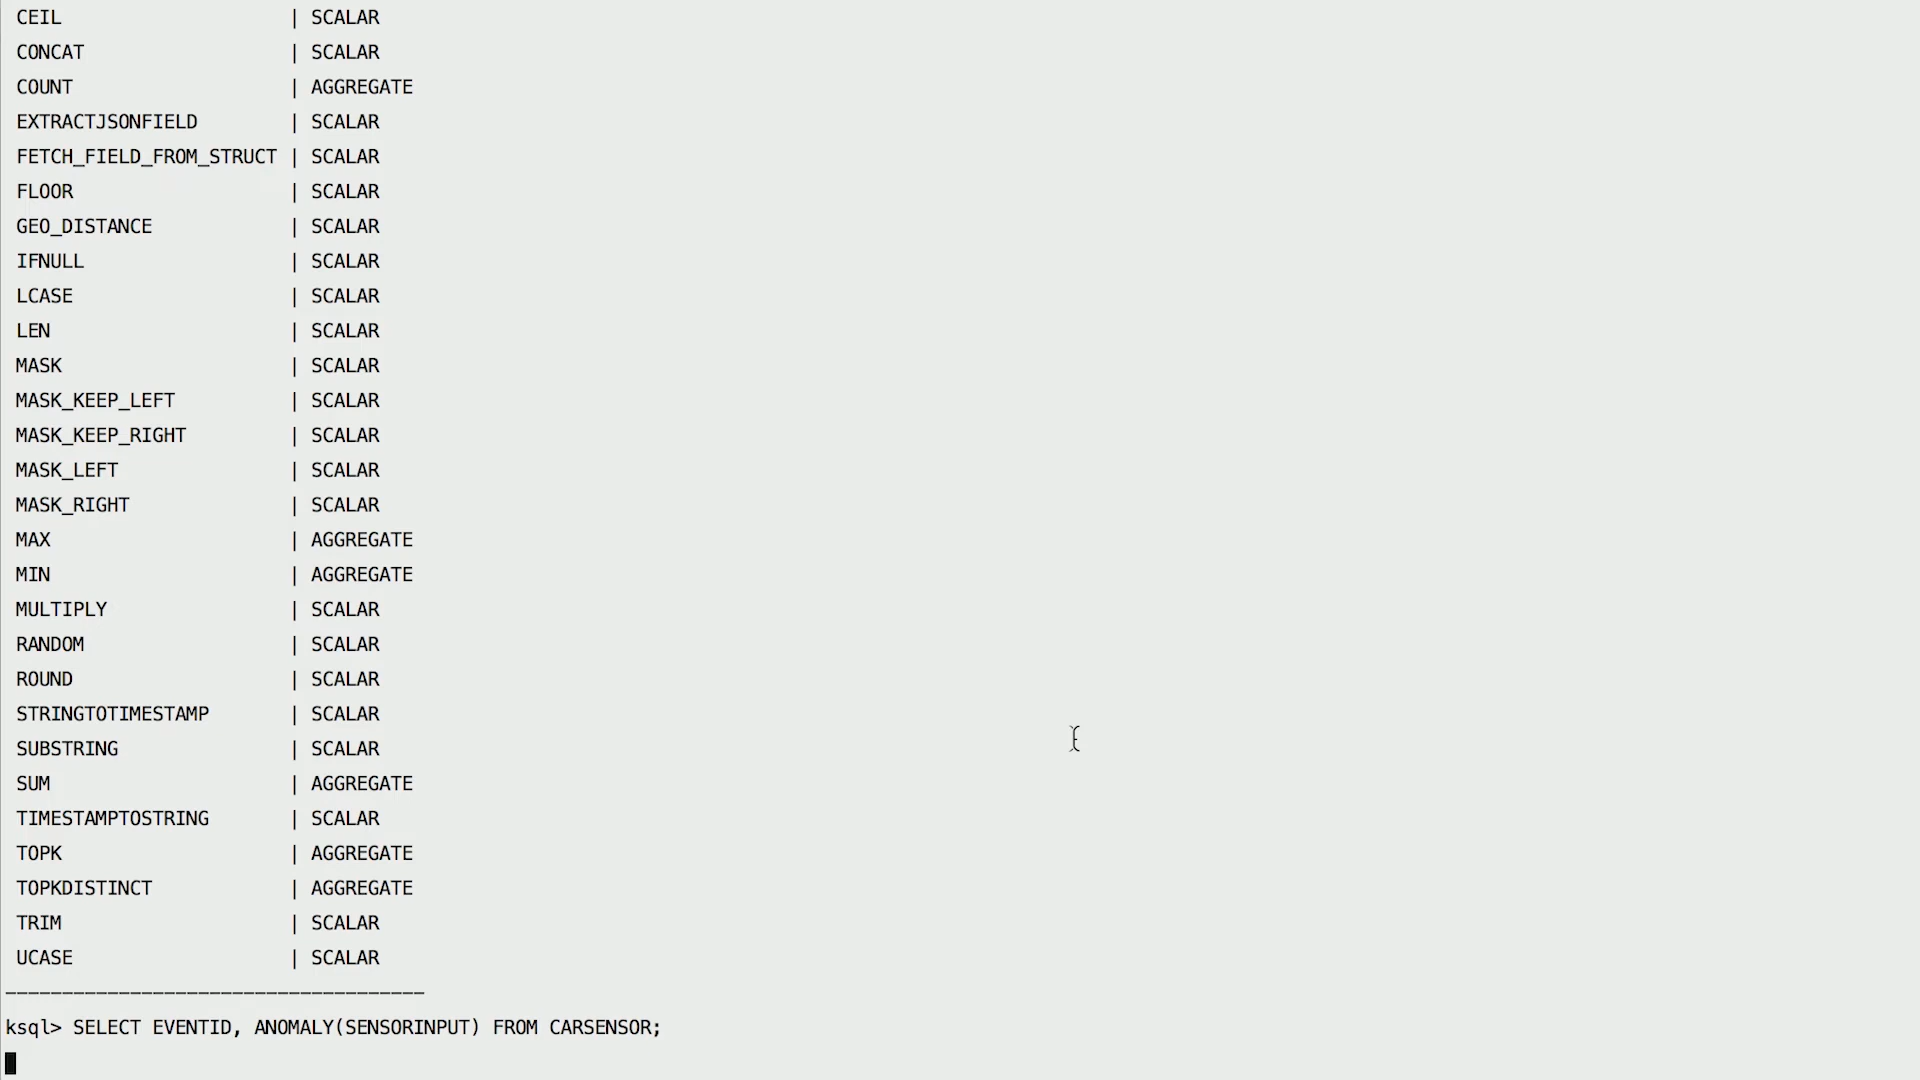 CEIL | SCALAR
CONCAT | SCALAR
COUNT | AGGREGATE
EXTRACTJSONFIELD | SCALAR
FETCH_FIELD_FROM_STRUCT | SCALAR
FLOOR | SCALAR
GEO_DISTANCE | SCALAR
IFNULL | SCALAR
LCASE | SCALAR
LEN | SCALAR
MASK | SCALAR
MASK_KEEP_LEFT | SCALAR
MASK_KEEP_RIGHT | SCALAR
MASK_LEFT | SCALAR
MASK_RIGHT | SCALAR
MAX | AGGREGATE
MIN | AGGREGATE
MULTIPLY | SCALAR
RANDOM | SCALAR
ROUND | SCALAR
STRINGTOTIMESTAMP | SCALAR
SUBSTRING | SCALAR
SUM | AGGREGATE
TIMESTAMPTOSTRING | SCALAR
TOPK | AGGREGATE
TOPKDISTINCT | AGGREGATE
TRIM | SCALAR
UCASE | SCALAR
-------------------------------------
ksql> SELECT EVENTID, ANOMALY(SENSORINPUT) FROM CARSENSOR;